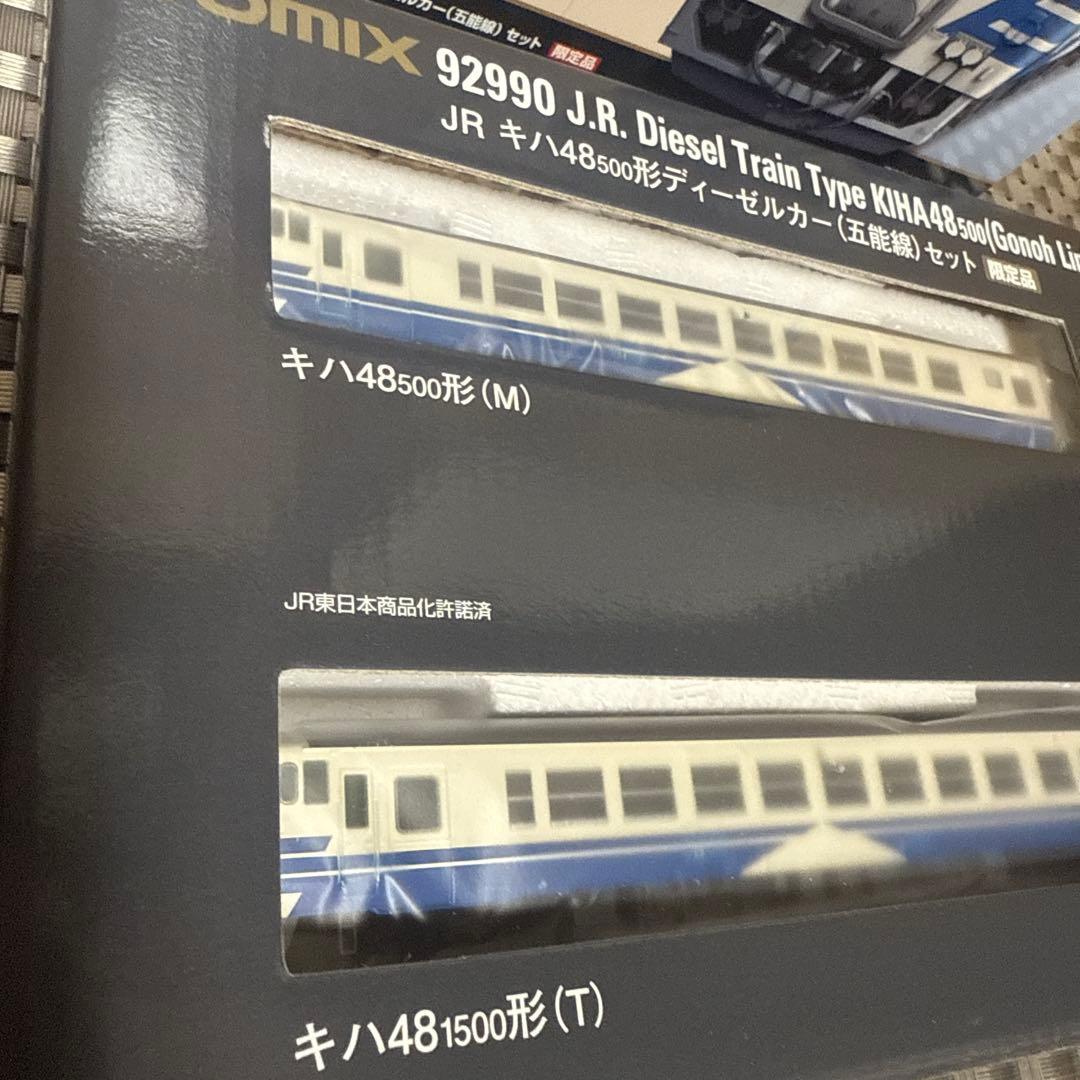 ルカー(五能線)セット 限定品
omix
92990 J.R. Diesel Train Type KIHA48500(Gonoh Lin
JR キハ48500形ディーゼルカー(五能線)セット 限定品
キハ48500形(M)
JR東日本商品化許諾済
キハ481500形(T)